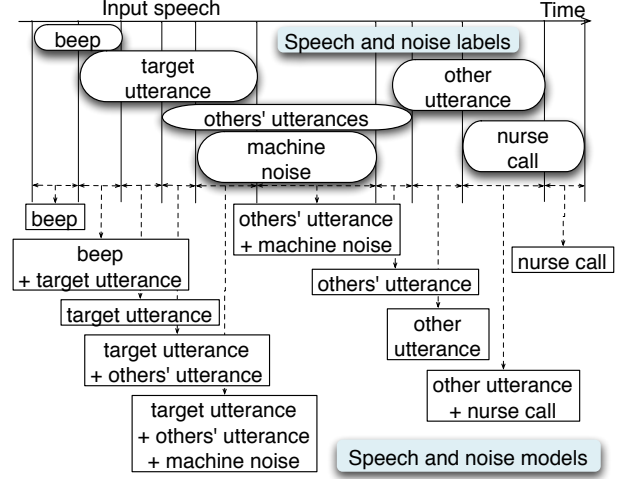 Input speech
Time
beep
Speech and noise labels
target
utterance
other
utterance
others' utterances
machine
noise
nurse
call
beep
others' utterance
+ machine noise
beep
+ target utterance
nurse call
others' utterance
target utterance
other
utterance
target utterance
+ others' utterance
other utterance
+ nurse call
target utterance
+ others' utterance
+ machine noise
Speech and noise models